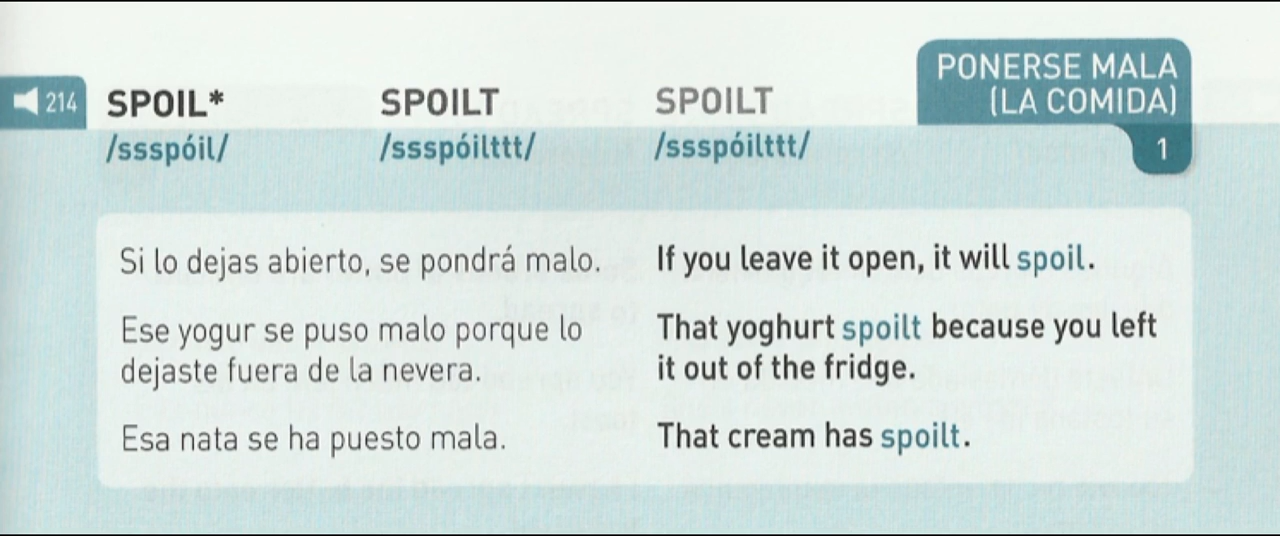 PONERSE MALA
(LA COMIDA)
214 SPOIL* SPOILT SPOILT
/ssspóil/ /ssspóilttt/ /ssspóilttt/ 1
Si lo dejas abierto, se pondrá malo. If you leave it open, it will spoil.
Ese yogur se puso malo porque lo That yoghurt spoilt because you left
dejaste fuera de la nevera. it out of the fridge.
Esa nata se ha puesto mala. That cream has spoilt.